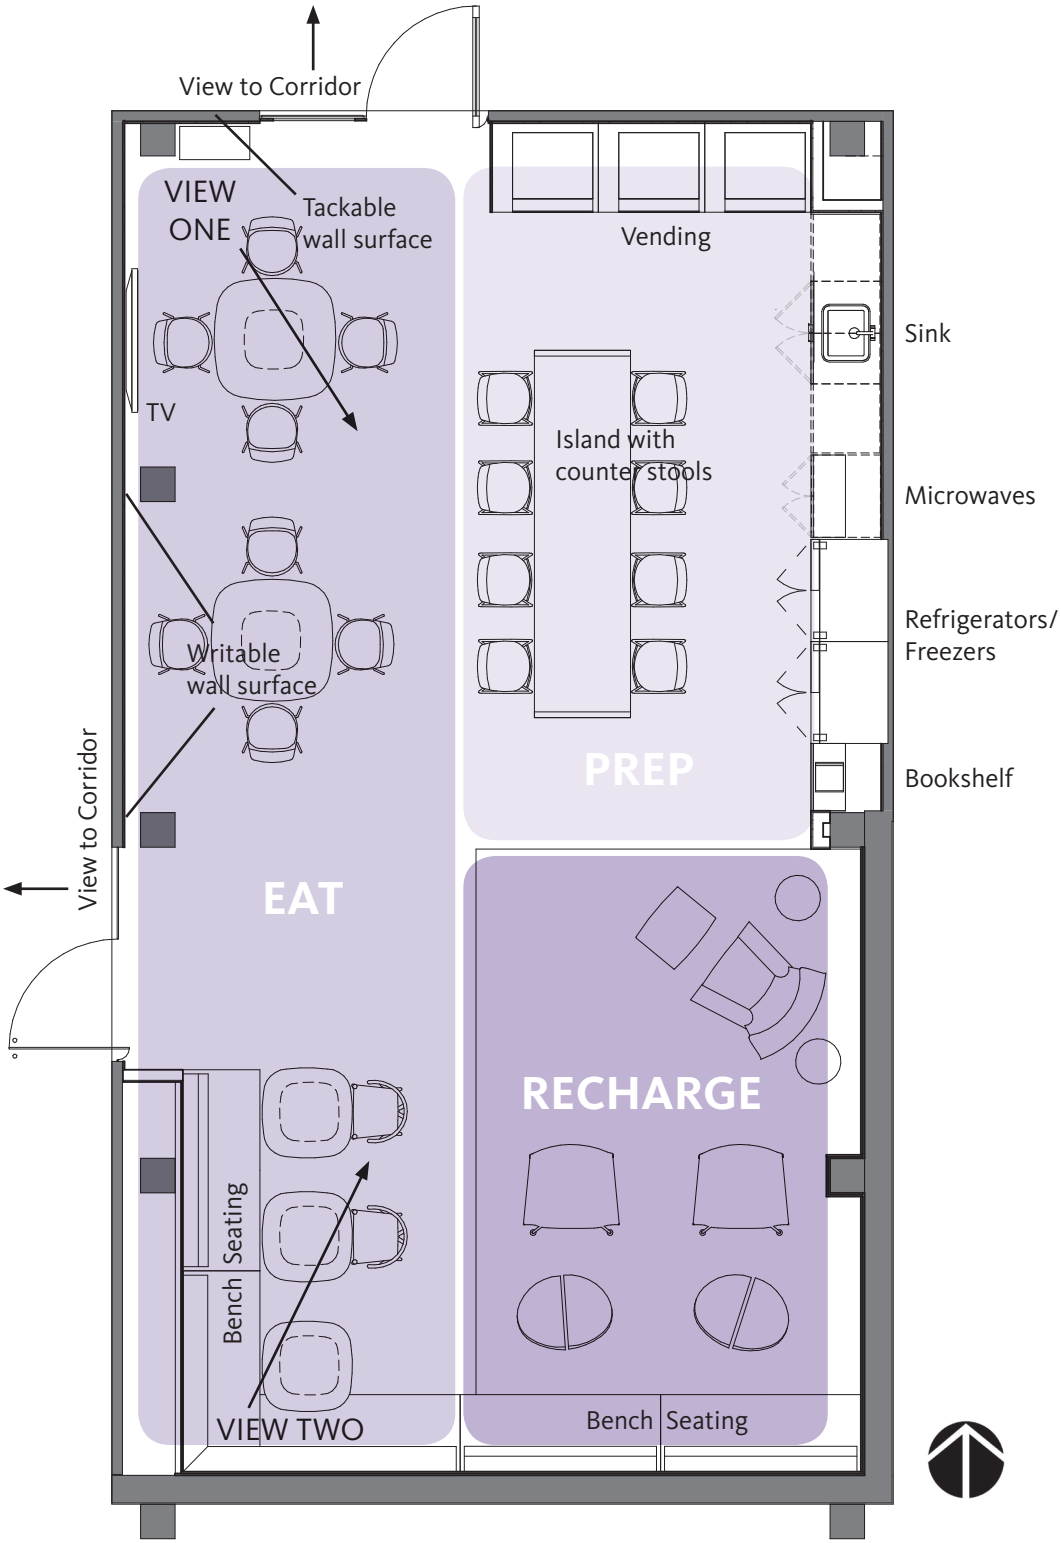 View to Corridor
VIEW
ONE
Tackable
wall surface
Vending
Sink
TV
Island with
counter stools
Microwaves
Writable
wall surface
Refrigerators/
Freezers
PREP
Bookshelf
View to Corridor
EAT
RECHARGE
Bench Seating
VIEW TWO
Bench Seating